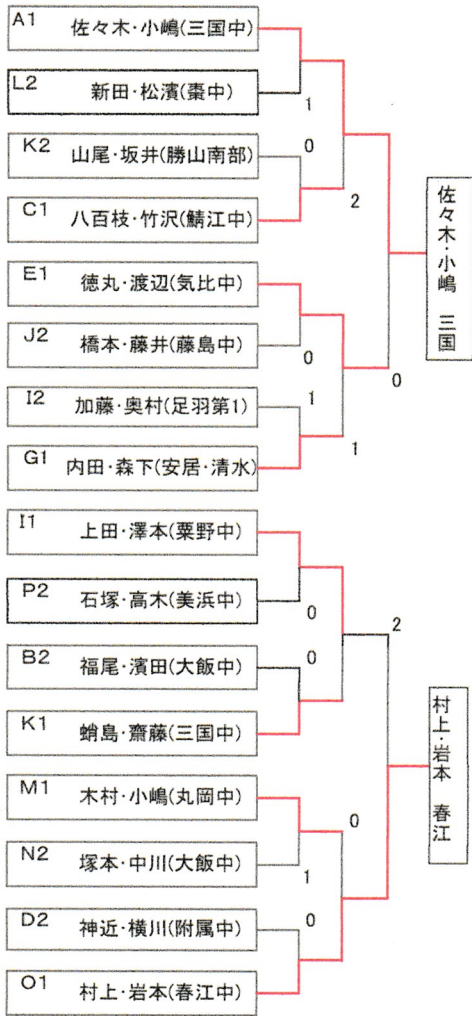 A1 佐々木・小嶋(三国中)
L2 新田・松濱(棗中)
1
0
K2 山尾・坂井(勝山南部)
2
C1 八百枝・竹沢(鯖江中)
佐々木・小嶋 三国
E1 徳丸・渡辺(気比中)
J2 橋本・藤井(藤島中)
0
0
I2 加藤・奥村(足羽第1)
1
1
G1 内田・森下(安居・清水)
I1 上田・澤本(粟野中)
P2 石塚・高木(美浜中)
0
2
B2 福尾・濱田(大飯中)
0
K1 蛸島・齋藤(三国中)
村上・岩本 春江
M1 木村・小嶋(丸岡中)
0
N2 塚本・中川(大飯中)
1
D2 神近・横川(附属中)
0
O1 村上・岩本(春江中)